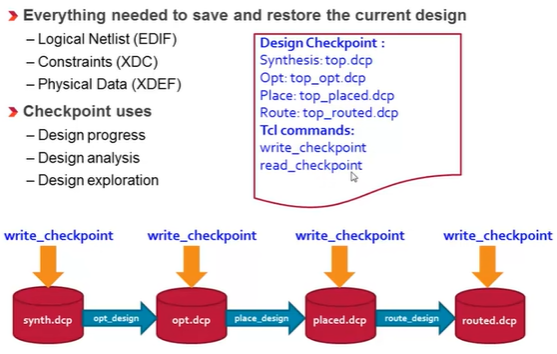 Everything needed to save and restore the current design
– Logical Netlist (EDIF)
– Constraints (XDC)
– Physical Data (XDEF)
Checkpoint uses
– Design progress
– Design analysis
– Design exploration
Design Checkpoint :
Synthesis: top.dcp
Opt: top_opt.dcp
Place: top_placed.dcp
Route: top_routed.dcp
Tcl commands:
write_checkpoint
read_checkpoint
write_checkpoint write_checkpoint write_checkpoint write_checkpoint
synth.dcp opt_design opt.dcp place_design placed.dcp route_design routed.dcp